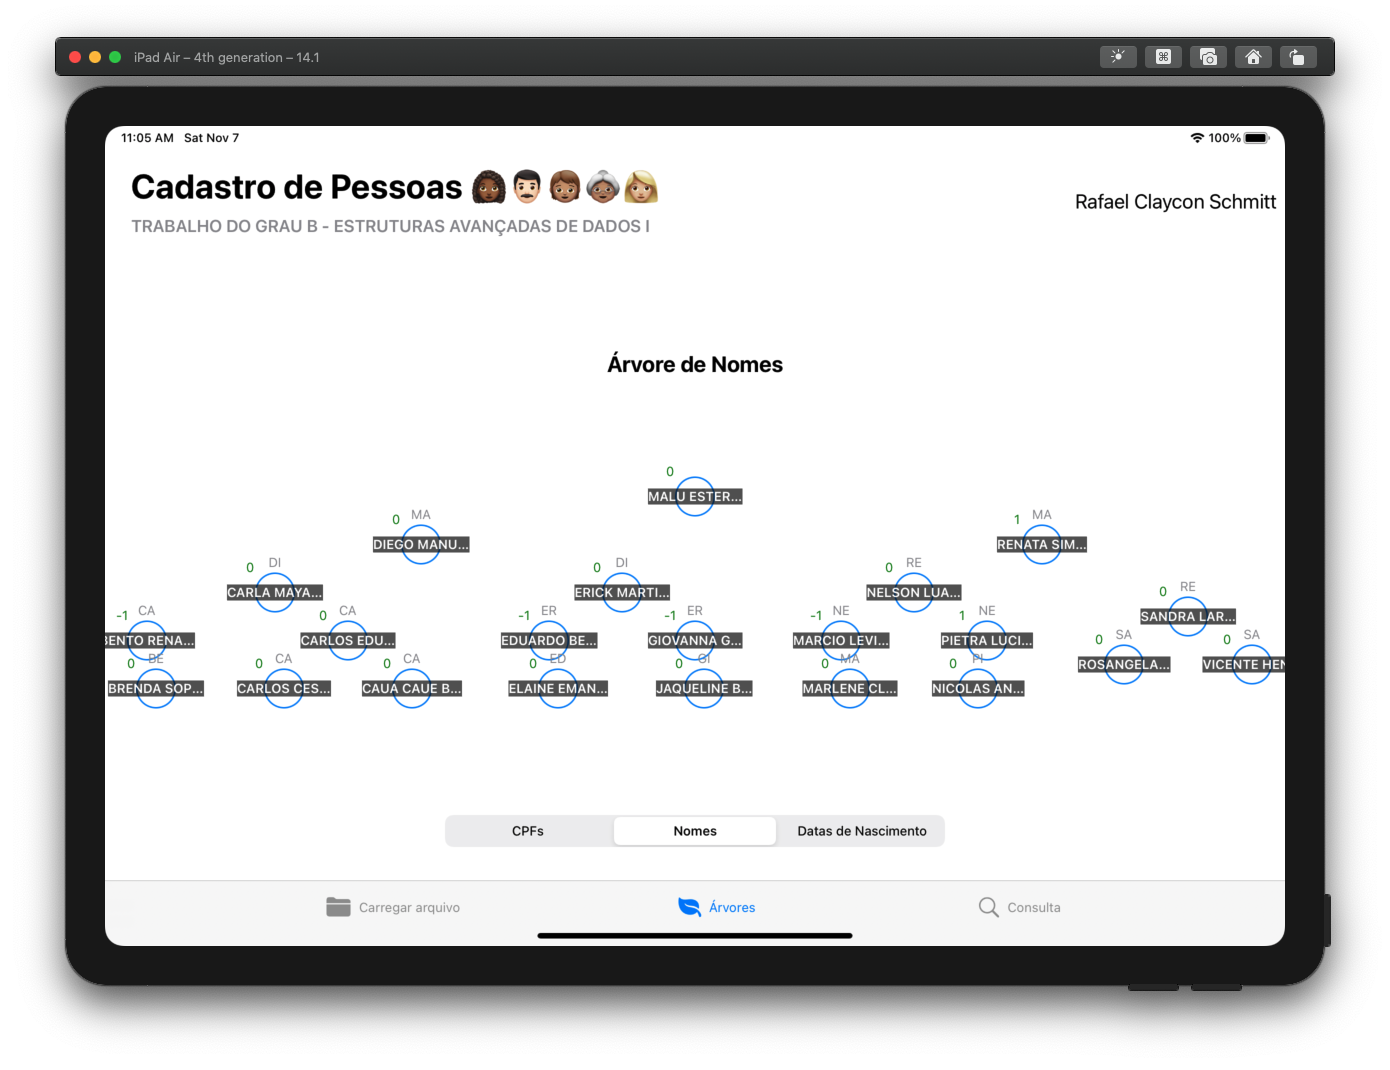 iPad Air – 4th generation – 14.1
11:05 AM Sat Nov 7
100%
Cadastro de Pessoas
Rafael Claycon Schmitt
TRABALHO DO GRAU B - ESTRUTURAS AVANÇADAS DE DADOS I
Árvore de Nomes
0
MALU ESTER...
0 MA 1 MA
DIEGO MANU... RENATA SIM...
0 DI 0 DI 0 RE
CARLA MAYA... ERICK MARTI... NELSON LUA...
0 RE
SANDRA LAR...
-1 CA 0 CA -1 ER -1 ER -1 NE 1 NE
BENTO RENA... CARLOS EDU... EDUARDO BE... GIOVANNA G... MARCIO LEVI... PIETRA LUCI...
0 SA 0 SA
ROSANGELA... VICENTE HEN
0 BE 0 CA 0 CA 0 ED 0 GI 0 MA 0 PI
BRENDA SOP... CARLOS CES... CAUA CAUE B... ELAINE EMAN... JAQUELINE B... MARLENE CL... NICOLAS AN...
CPFs Nomes Datas de Nascimento
Carregar arquivo Árvores Consulta